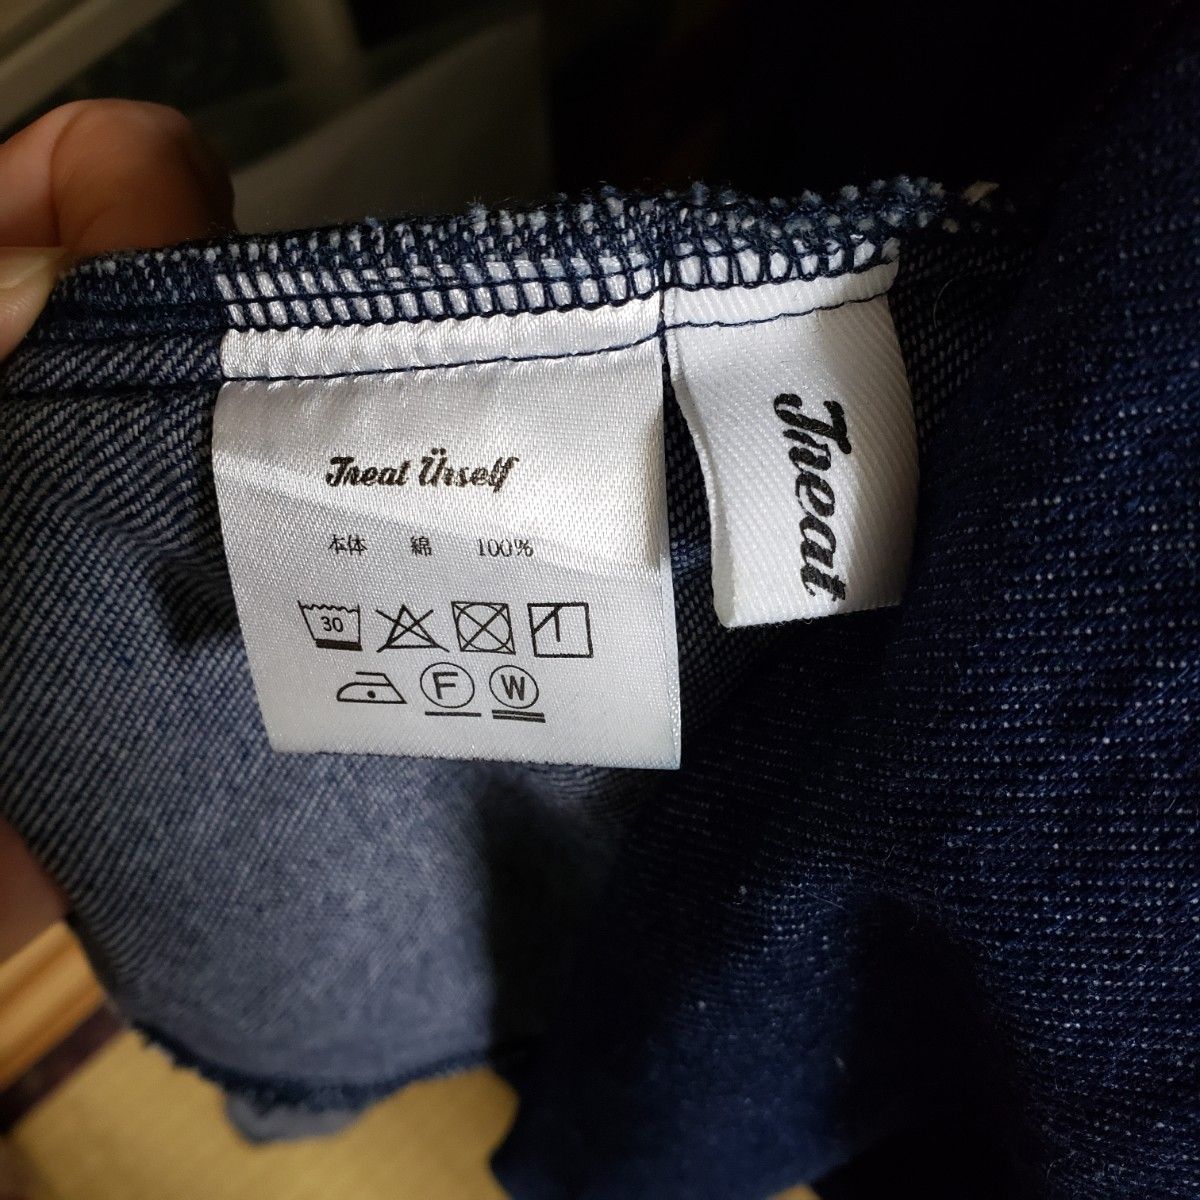 Treat Ürself
本体 綿 100%
30
F W
Treat